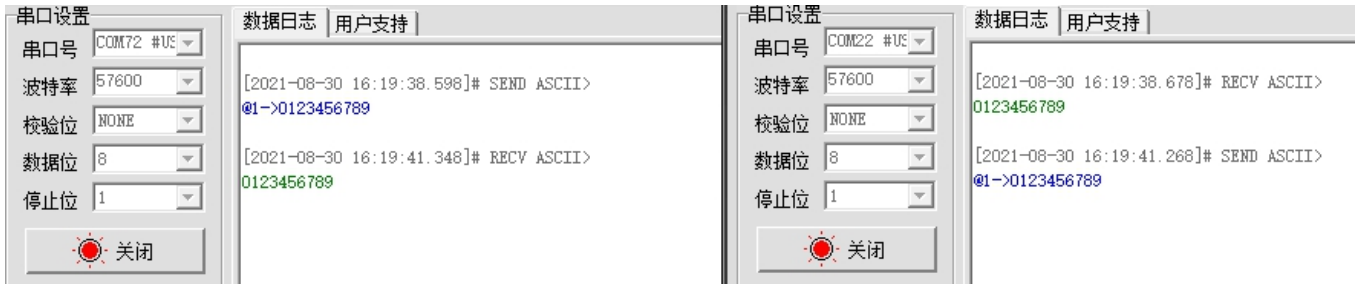 串口设置
串口号 COM72 #US
波特率 57600
校验位 NONE
数据位 8
停止位 1
关闭
数据日志 用户支持
[2021-08-30 16:19:38.598]# SEND ASCII>
@1->0123456789
[2021-08-30 16:19:41.348]# RECV ASCII>
0123456789
串口设置
串口号 COM22 #US
波特率 57600
校验位 NONE
数据位 8
停止位 1
关闭
数据日志 用户支持
[2021-08-30 16:19:38.678]# RECV ASCII>
0123456789
[2021-08-30 16:19:41.268]# SEND ASCII>
@1->0123456789